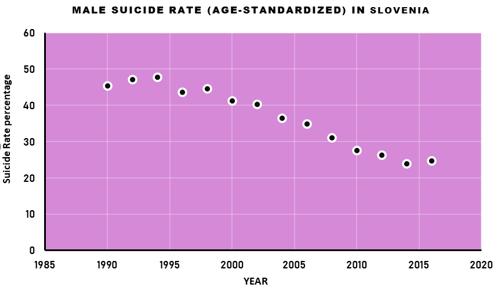 MALE SUICIDE RATE (AGE-STANDARDIZED) IN SLOVENIA
Suicide Rate percentage
60
50
40
30
20
10
0
1985 1990 1995 2000 2005 2010 2015 2020
YEAR